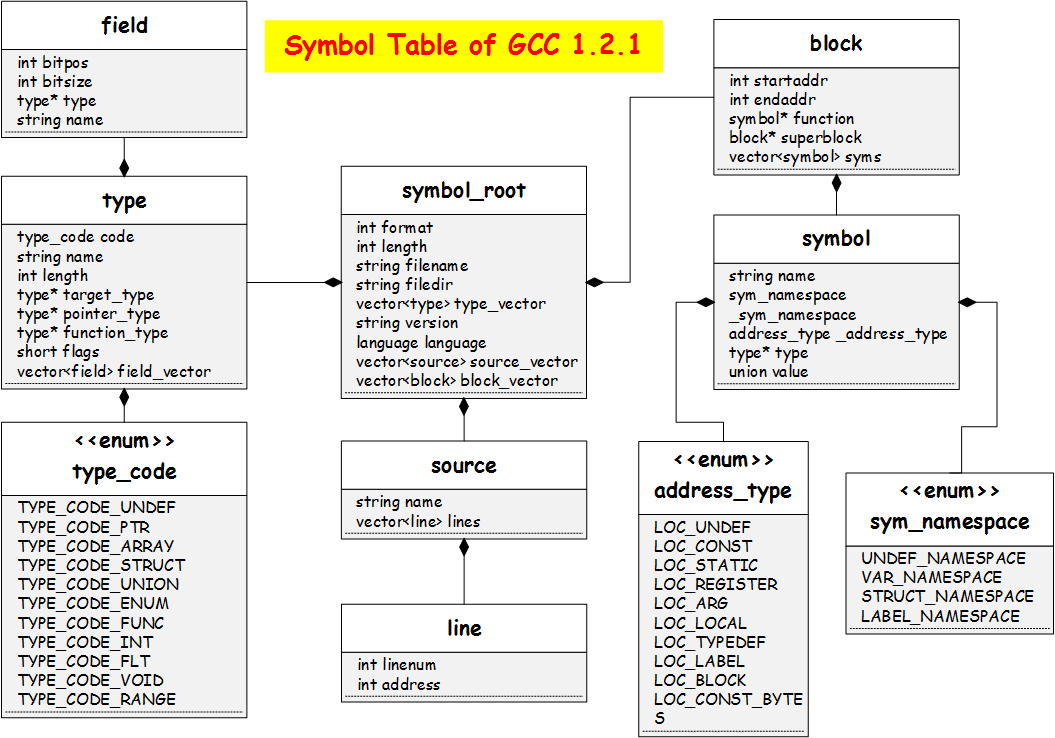 Symbol Table of GCC 1.2.1
field
int bitpos
int bitsize
type* type
string name
type
type_code code
string name
int length
type* target_type
type* pointer_type
type* function_type
short flags
vector<field> field_vector
<<enum>>
type_code
TYPE_CODE_UNDEF
TYPE_CODE_PTR
TYPE_CODE_ARRAY
TYPE_CODE_STRUCT
TYPE_CODE_UNION
TYPE_CODE_ENUM
TYPE_CODE_FUNC
TYPE_CODE_INT
TYPE_CODE_FLT
TYPE_CODE_VOID
TYPE_CODE_RANGE
symbol_root
int format
int length
string filename
string filedir
vector<type> type_vector
string version
language language
vector<source> source_vector
vector<block> block_vector
source
string name
vector<line> lines
line
int linenum
int address
block
int startaddr
int endaddr
symbol* function
block* superblock
vector<symbol> syms
symbol
string name
sym_namespace
_sym_namespace
address_type _address_type
type* type
union value
<<enum>>
address_type
LOC_UNDEF
LOC_CONST
LOC_STATIC
LOC_REGISTER
LOC_ARG
LOC_LOCAL
LOC_TYPEDEF
LOC_LABEL
LOC_BLOCK
LOC_CONST_BYTE
S
<<enum>>
sym_namespace
UNDEF_NAMESPACE
VAR_NAMESPACE
STRUCT_NAMESPACE
LABEL_NAMESPACE